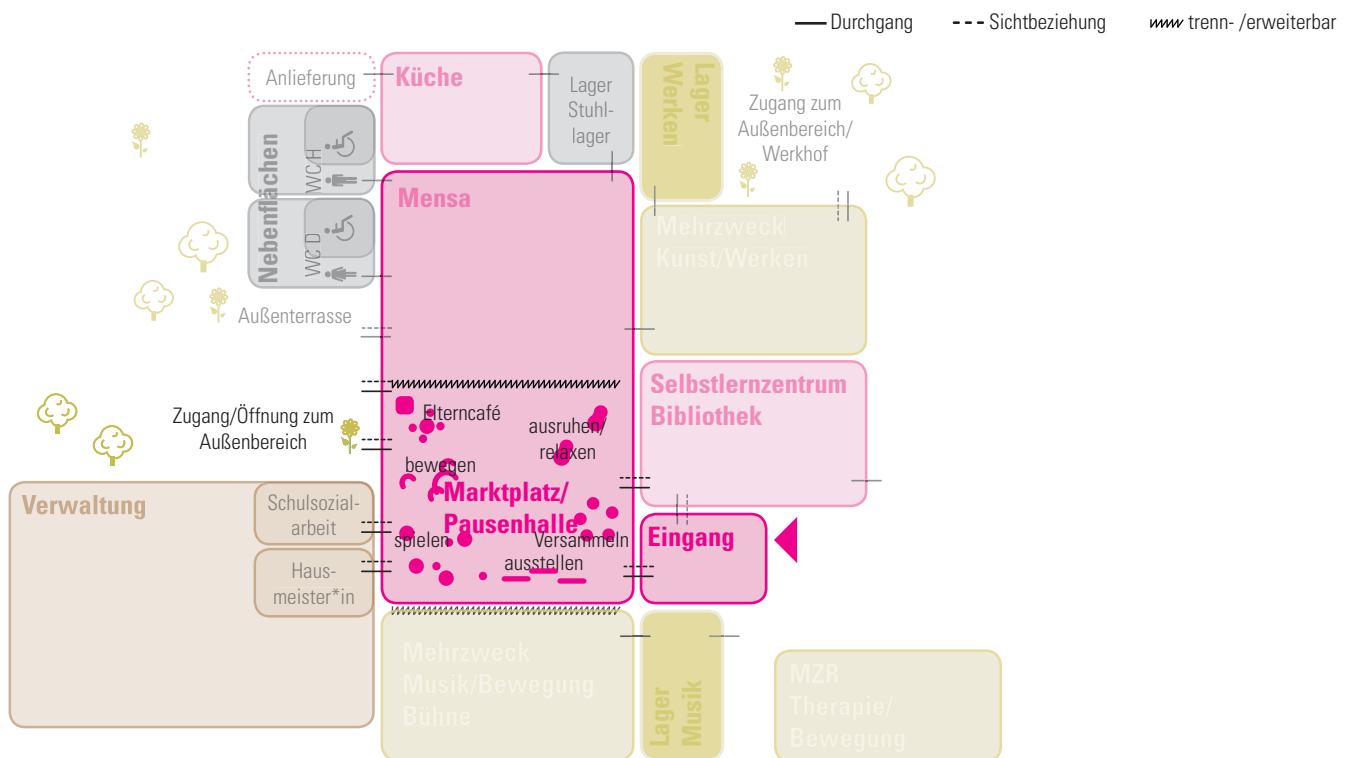 Durchgang
Sichtbeziehung
trenn- /erweiterbar
Anlieferung
Küche
Lager
Stuhl-
lager
Lager
Werken
Zugang zum
Außenbereich/
Werkhof
Nebenflächen
WC H
WC D
Mensa
Mehrzweck
Kunst/Werken
Außenterrasse
Selbstlernzentrum
Bibliothek
Zugang/Öffnung zum
Außenbereich
Elterncafé
ausruhen/
relaxen
bewegen
Marktplatz/
Pausenhalle
spielen
Versammeln
ausstellen
Eingang
Verwaltung
Schulsozial-
arbeit
Haus-
meister*in
Mehrzweck
Musik/Bewegung
Bühne
Lager
Musik
MZR
Therapie/
Bewegung